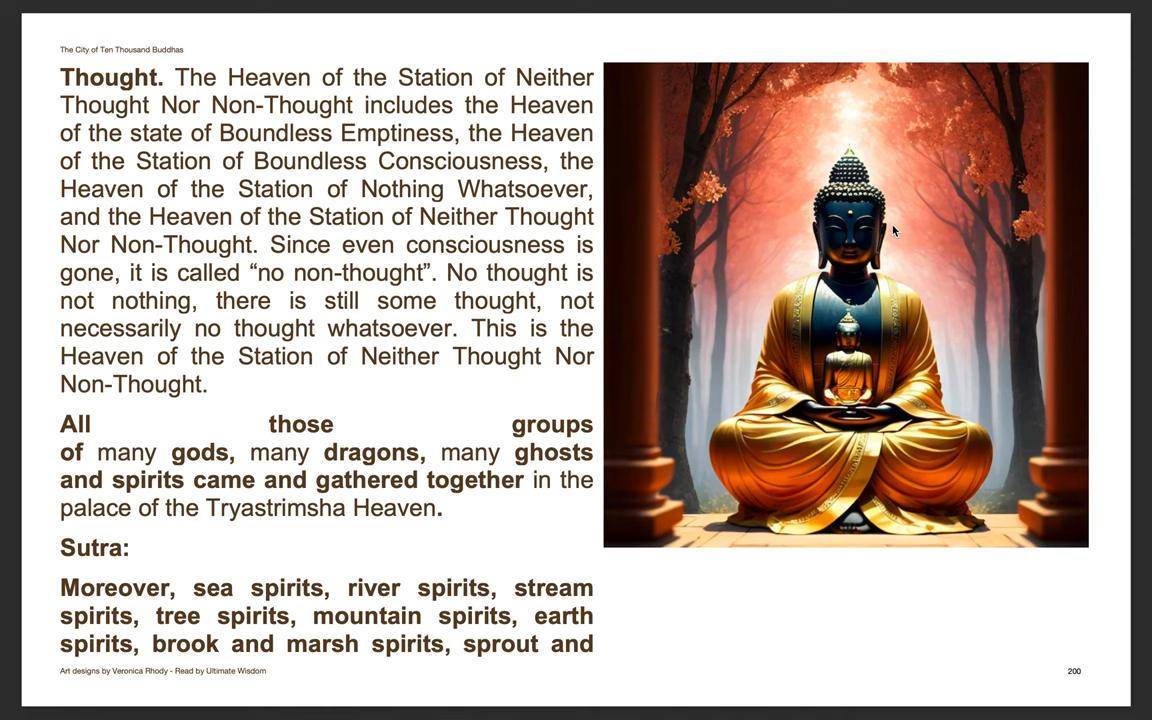 The City of Ten Thousand Buddhas
Thought. The Heaven of the Station of Neither
Thought Nor Non-Thought includes the Heaven
of the state of Boundless Emptiness, the Heaven
of the Station of Boundless Consciousness, the
Heaven of the Station of Nothing Whatsoever,
and the Heaven of the Station of Neither Thought
Nor Non-Thought. Since even consciousness is
gone, it is called “no non-thought”. No thought is
not nothing, there is still some thought, not
necessarily no thought whatsoever. This is the
Heaven of the Station of Neither Thought Nor
Non-Thought.
All those groups
of many gods, many dragons, many ghosts
and spirits came and gathered together in the
palace of the Tryastrimsha Heaven.
Sutra:
Moreover, sea spirits, river spirits, stream
spirits, tree spirits, mountain spirits, earth
spirits, brook and marsh spirits, sprout and
Art designs by Veronica Rhody - Read by Ultimate Wisdom
200